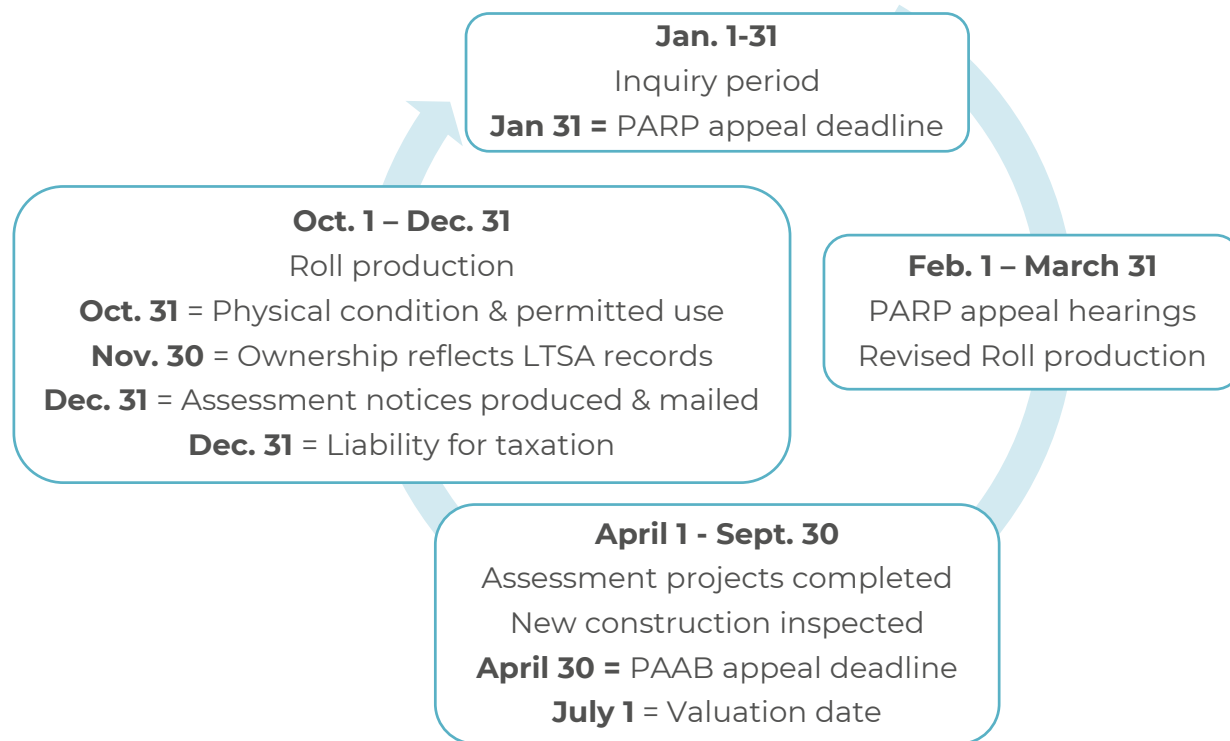 Jan. 1-31
Inquiry period
Jan 31 = PARP appeal deadline
Feb. 1 – March 31
PARP appeal hearings
Revised Roll production
April 1 - Sept. 30
Assessment projects completed
New construction inspected
April 30 = PAAB appeal deadline
July 1 = Valuation date
Oct. 1 – Dec. 31
Roll production
Oct. 31 = Physical condition & permitted use
Nov. 30 = Ownership reflects LTSA records
Dec. 31 = Assessment notices produced & mailed
Dec. 31 = Liability for taxation